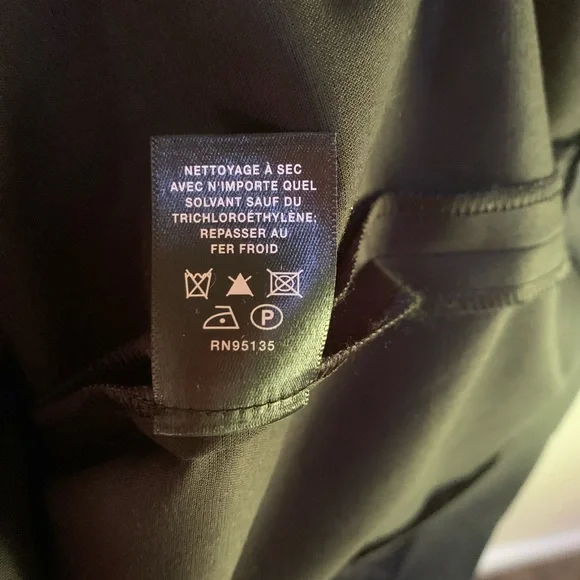 NETTOYAGE À SEC
AVEC N'IMPORTE QUEL
SOLVANT SAUF DU
TRICHLOROÉTHYLÈNE;
REPASSER AU
FER FROID
P
RN95135